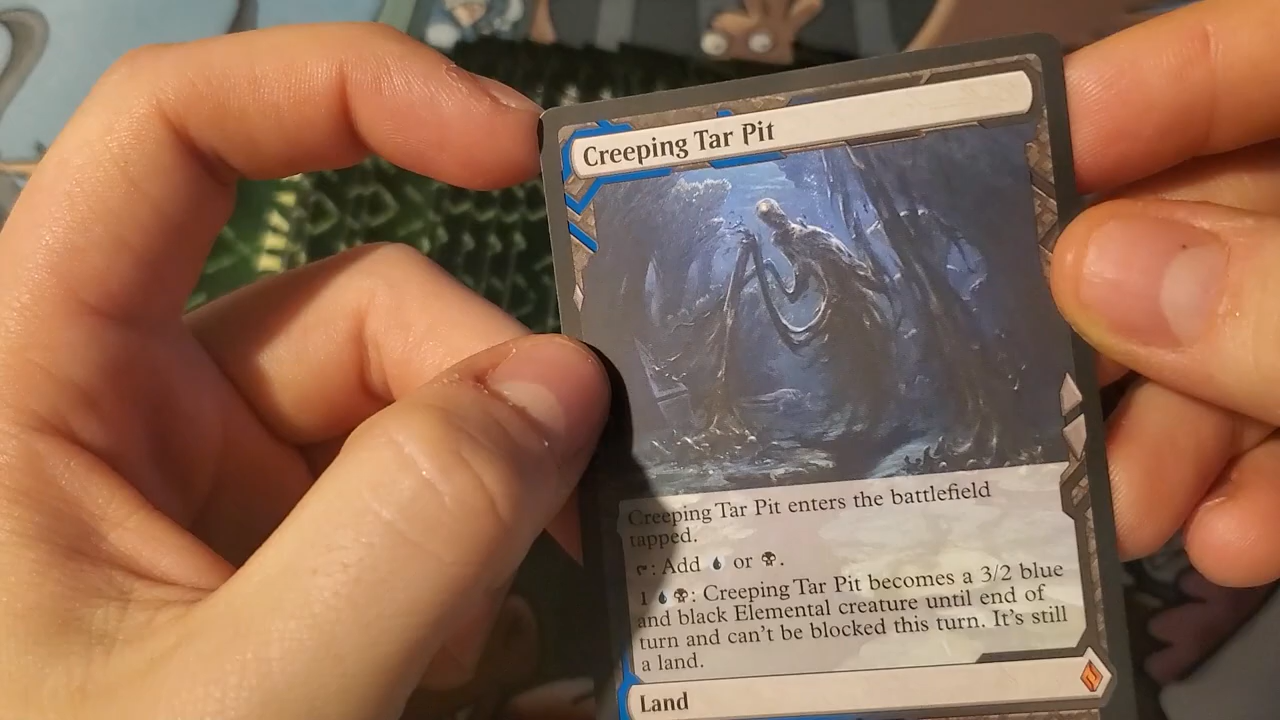 Creeping Tar Pit
Creeping Tar Pit enters the battlefield
tapped.
: Add or .
1 : Creeping Tar Pit becomes a 3/2 blue
and black Elemental creature until end of
turn and can't be blocked this turn. It's still
a land.
Land